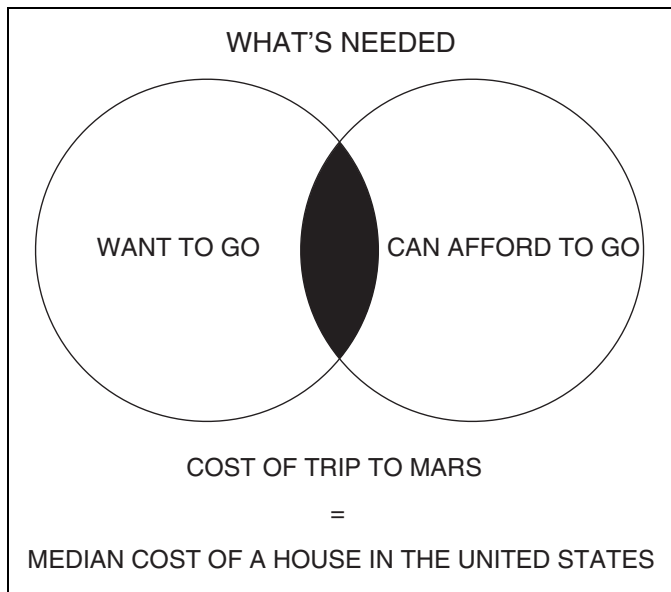 WHAT'S NEEDED
WANT TO GO
CAN AFFORD TO GO
COST OF TRIP TO MARS
=
MEDIAN COST OF A HOUSE IN THE UNITED STATES